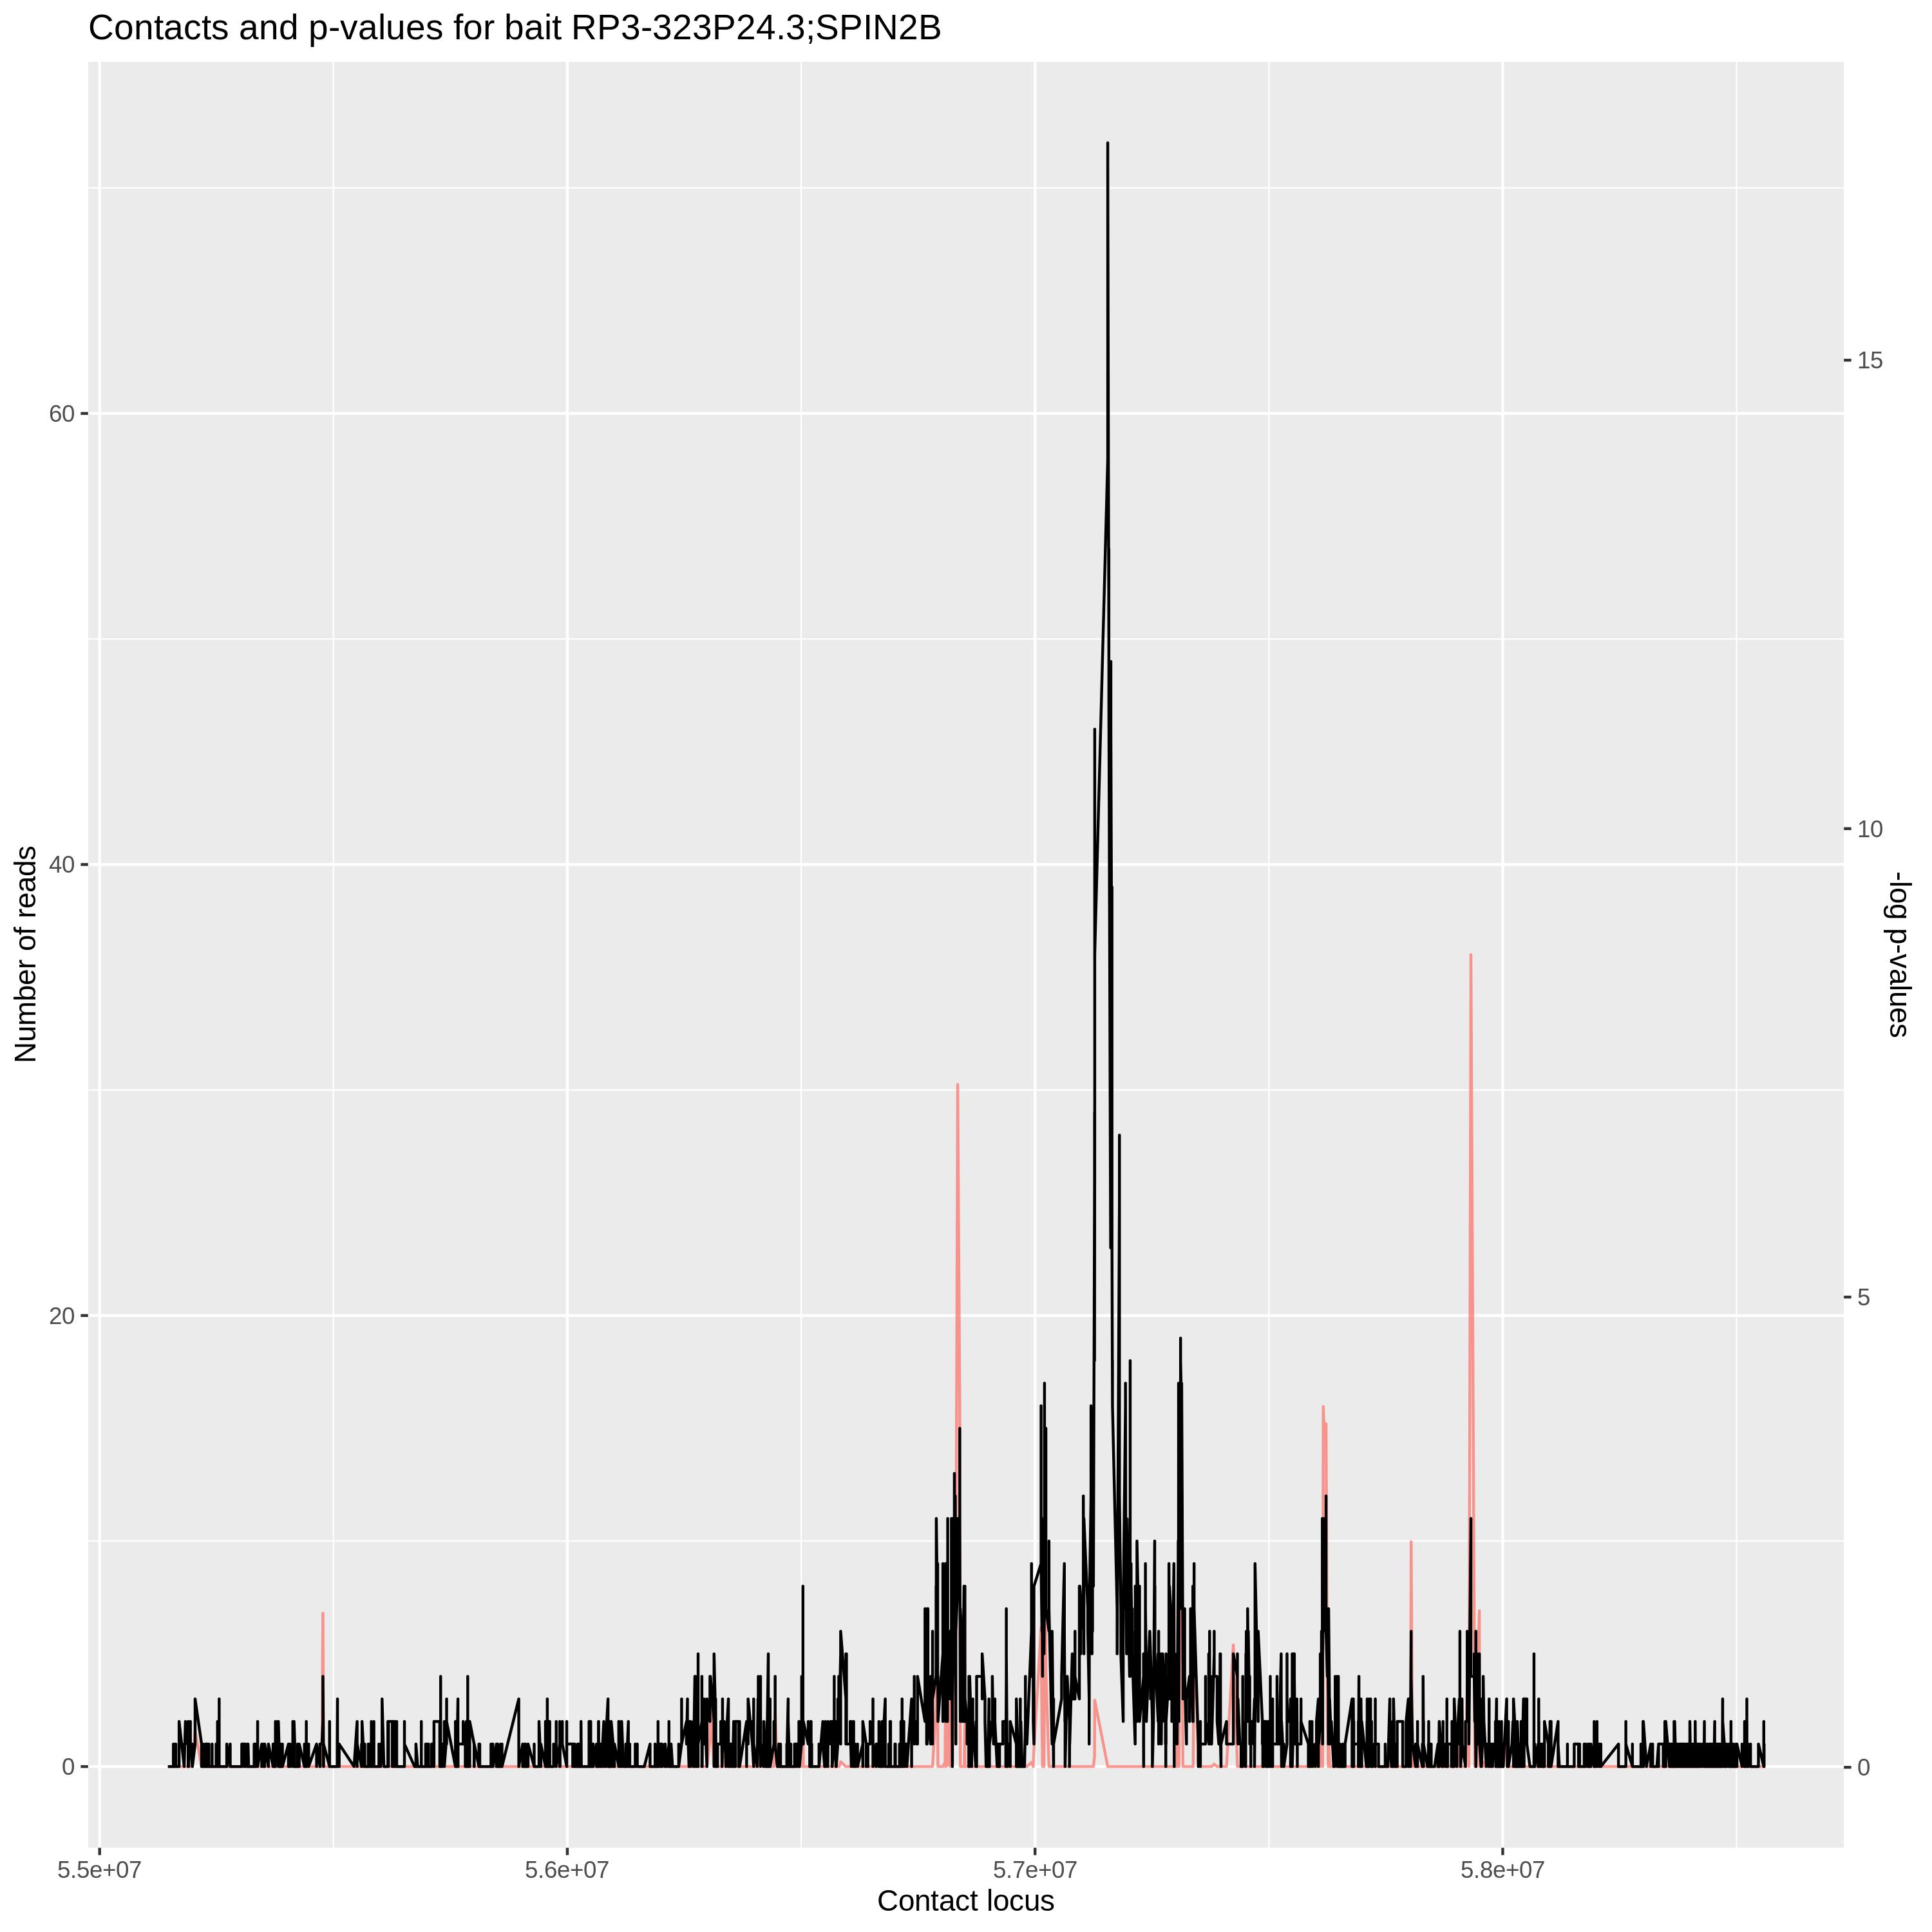 Contacts and p-values for bait RP3-323P24.3;SPIN2B
Number of reads
60
40
20
0
15
10
5
0
-log p-values
5.5e+07
5.6e+07
5.7e+07
5.8e+07
Contact locus